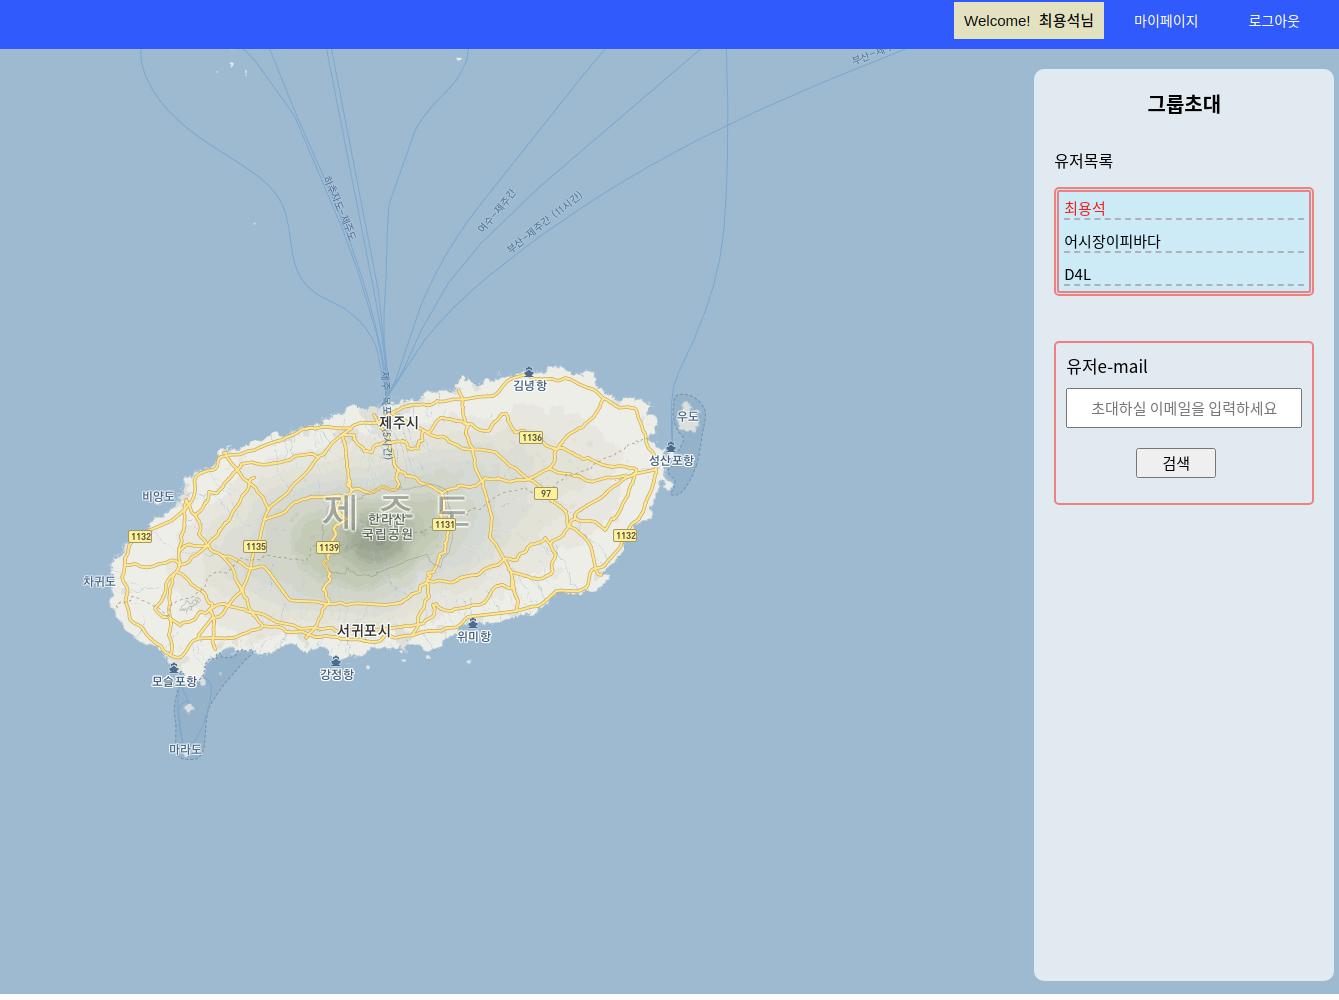 Welcome! 최용석님 마이페이지 로그아웃
그룹초대
유저목록
최용석
어시장이피바다
D4L
유저e-mail
초대하실 이메일을 입력하세요
검색
하추자도-제주도
여수-제주간
부산-제주간 (11시간)
김녕항
우도
제주시
1136
성산포항
비양도
97
제 주 도
한라산
국립공원
1131
1132
1135
1139
1132
차귀도
서귀포시
위미항
강정항
모슬포항
마라도